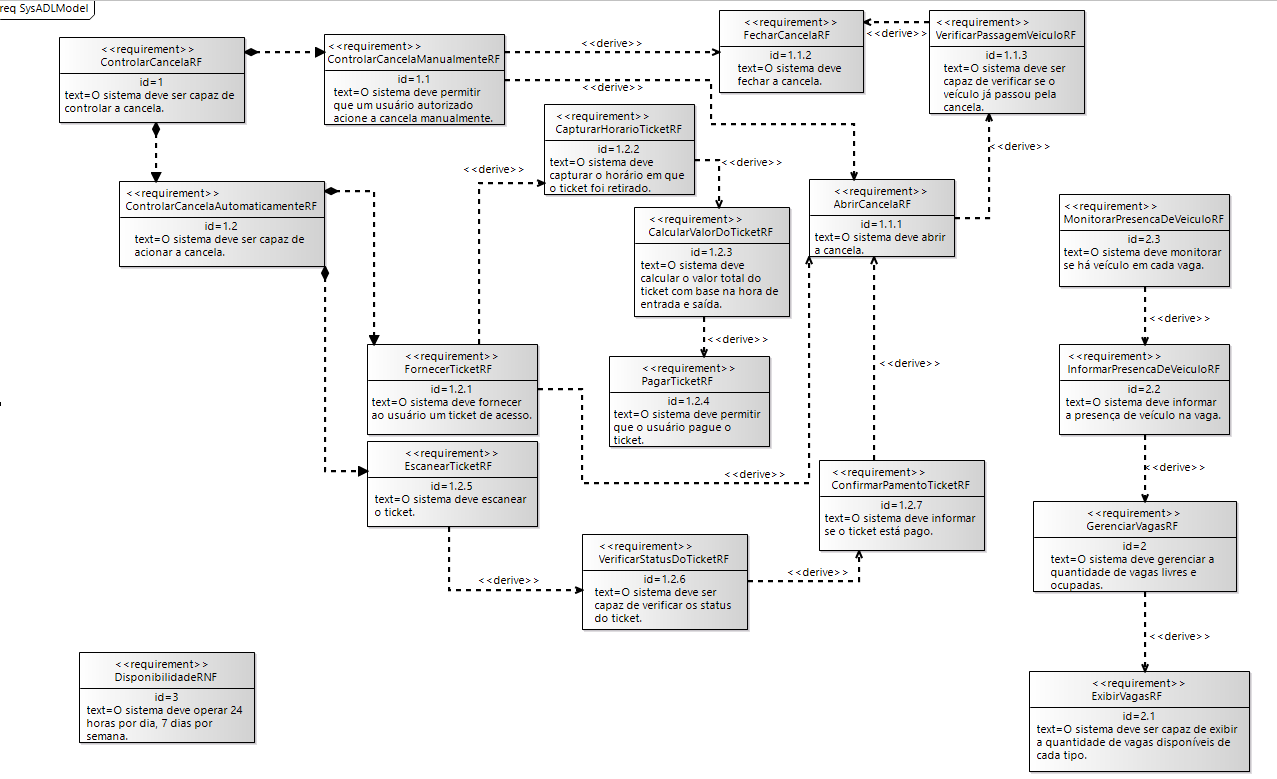 req SysADLModel
<<requirement>>
ControlarCancelaRF
id=1
text=O sistema deve ser capaz de
controlar a cancela.
<<requirement>>
ControlarCancelaManualmenteRF
id=1.1
text=O sistema deve permitir
que um usuário autorizado
acione a cancela manualmente.
<<derive>>
<<derive>>
<<requirement>>
FecharCancelaRF
id=1.1.2
text=O sistema deve
fechar a cancela.
<<derive>>
<<requirement>>
VerificarPassagemVeiculoRF
id=1.1.3
text=O sistema deve ser
capaz de verificar se o
veículo já passou pela
cancela.
<<derive>>
<<requirement>>
CapturarHorarioTicketRF
id=1.2.2
text=O sistema deve
capturar o horário em que
o ticket foi retirado.
<<derive>>
<<derive>>
<<requirement>>
ControlarCancelaAutomaticamenteRF
id=1.2
text=O sistema deve ser capaz de
acionar a cancela.
<<requirement>>
AbrirCancelaRF
id=1.1.1
text=O sistema deve abrir
a cancela.
<<requirement>>
CalcularValorDoTicketRF
id=1.2.3
text=O sistema deve
calcular o valor total do
ticket com base na hora de
entrada e saída.
<<derive>>
<<requirement>>
MonitorarPresencaDeVeiculoRF
id=2.3
text=O sistema deve monitorar
se há veículo em cada vaga.
<<derive>>
<<requirement>>
FornecerTicketRF
id=1.2.1
text=O sistema deve fornecer
ao usuário um ticket de acesso.
<<requirement>>
PagarTicketRF
id=1.2.4
text=O sistema deve permitir
que o usuário pague o
ticket.
<<derive>>
<<requirement>>
InformarPresencaDeVeiculoRF
id=2.2
text=O sistema deve informar
a presença de veículo na vaga.
<<derive>>
<<requirement>>
EscanearTicketRF
id=1.2.5
text=O sistema deve escanear
o ticket.
<<derive>>
<<requirement>>
ConfirmarPamentoTicketRF
id=1.2.7
text=O sistema deve informar
se o ticket está pago.
<<requirement>>
GerenciarVagasRF
id=2
text=O sistema deve gerenciar a
quantidade de vagas livres e
ocupadas.
<<derive>>
<<requirement>>
VerificarStatusDoTicketRF
id=1.2.6
text=O sistema deve ser
capaz de verificar os status
do ticket.
<<derive>>
<<derive>>
<<requirement>>
DisponibilidadeRNF
id=3
text=O sistema deve operar 24
horas por dia, 7 dias por
semana.
<<requirement>>
ExibirVagasRF
id=2.1
text=O sistema deve ser capaz de exibir
a quantidade de vagas disponíveis de
cada tipo.